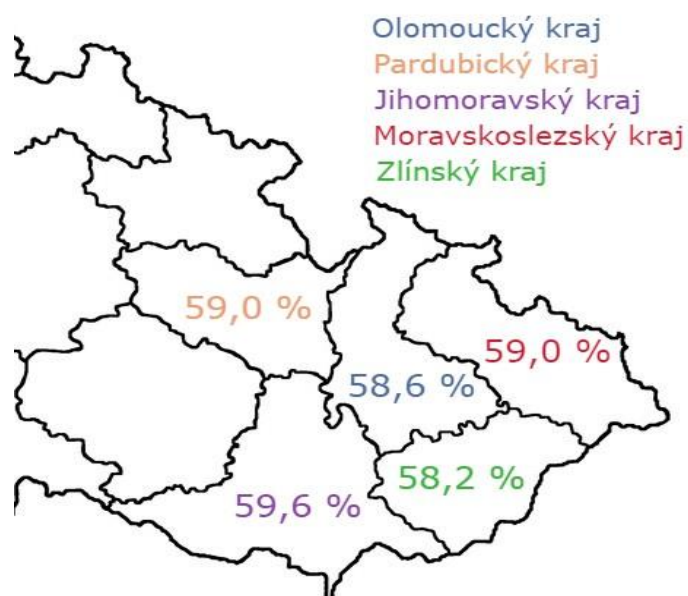 Olomoucký kraj
Pardubický kraj
Jihomoravský kraj
Moravskoslezský kraj
Zlínský kraj
59,0 %
59,0 %
58,6 %
58,2 %
59,6 %